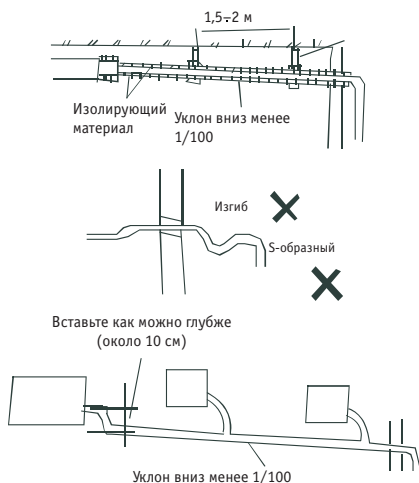 1,5÷2 м
Изолирующий
материал
Уклон вниз менее
1/100
Изгиб
S-образный
Вставьте как можно глубже
(около 10 см)
Уклон вниз менее 1/100